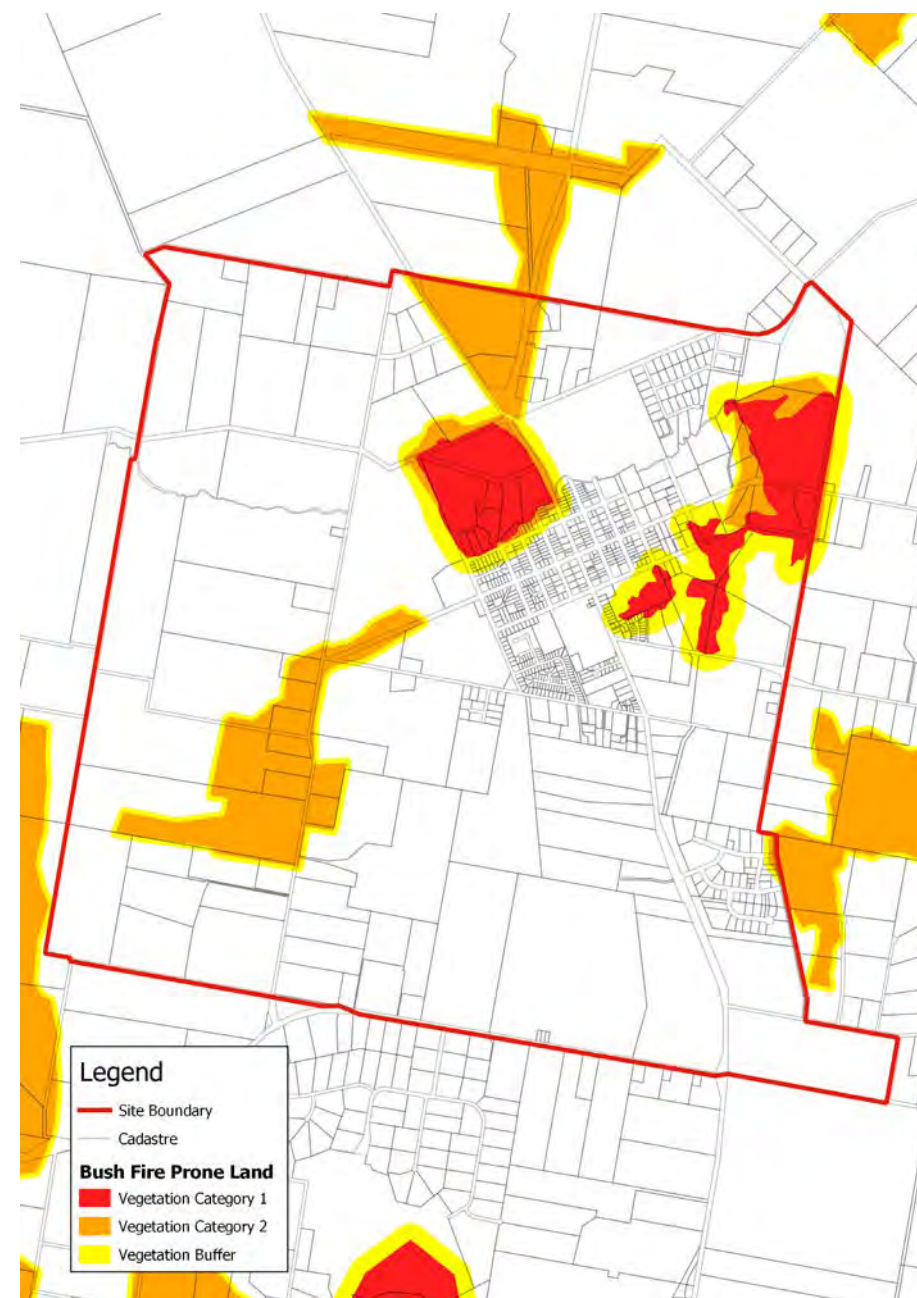 Legend
Site Boundary
Cadastre
Bush Fire Prone Land
Vegetation Category 1
Vegetation Category 2
Vegetation Buffer